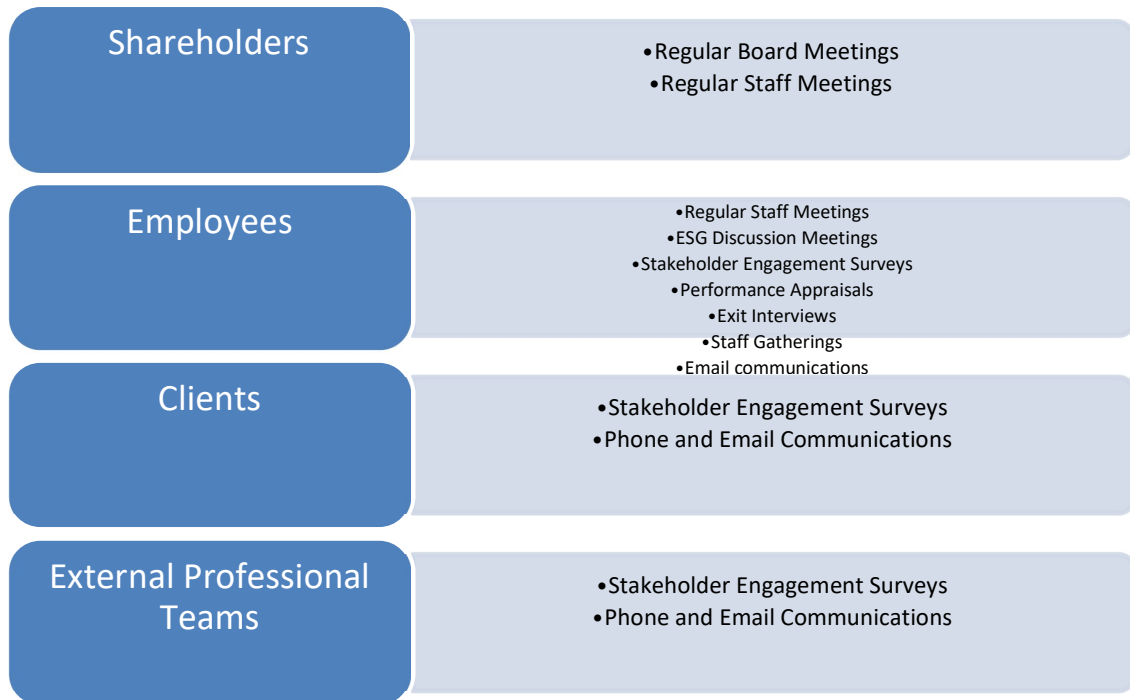 Shareholders
•Regular Board Meetings
•Regular Staff Meetings
Employees
•Regular Staff Meetings
•ESG Discussion Meetings
•Stakeholder Engagement Surveys
•Performance Appraisals
•Exit Interviews
•Staff Gatherings
•Email communications
Clients
•Stakeholder Engagement Surveys
•Phone and Email Communications
External Professional
Teams
•Stakeholder Engagement Surveys
•Phone and Email Communications